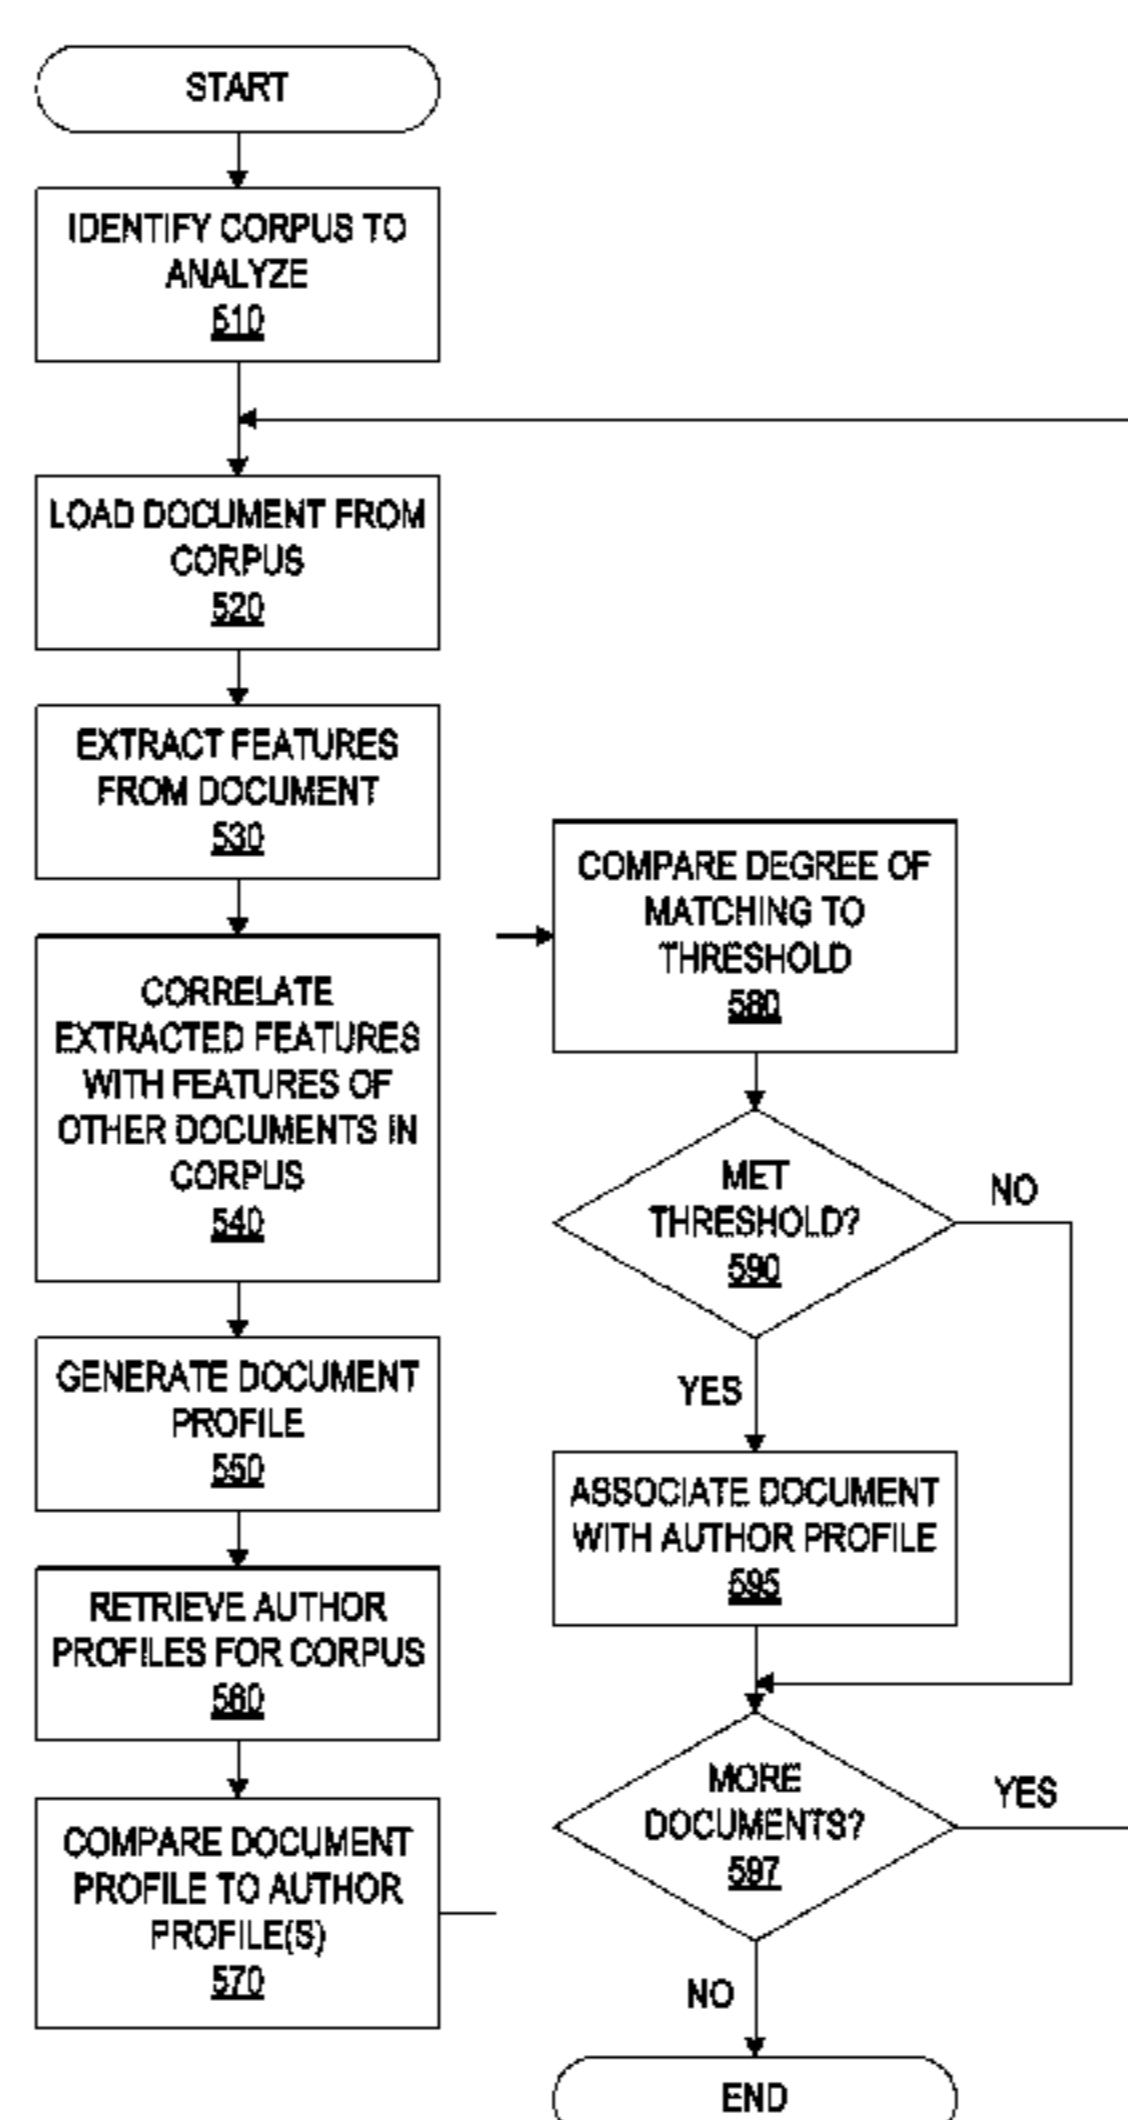 START
IDENTIFY CORPUS TO
ANALYZE
510
LOAD DOCUMENT FROM
CORPUS
520
EXTRACT FEATURES
FROM DOCUMENT
530
CORRELATE
EXTRACTED FEATURES
WITH FEATURES OF
OTHER DOCUMENTS IN
CORPUS
540
GENERATE DOCUMENT
PROFILE
550
RETRIEVE AUTHOR
PROFILES FOR CORPUS
560
COMPARE DOCUMENT
PROFILE TO AUTHOR
PROFILE(S)
570
COMPARE DEGREE OF
MATCHING TO
THRESHOLD
580
MET
THRESHOLD?
590
NO
YES
ASSOCIATE DOCUMENT
WITH AUTHOR PROFILE
595
MORE
DOCUMENTS?
597
YES
NO
END